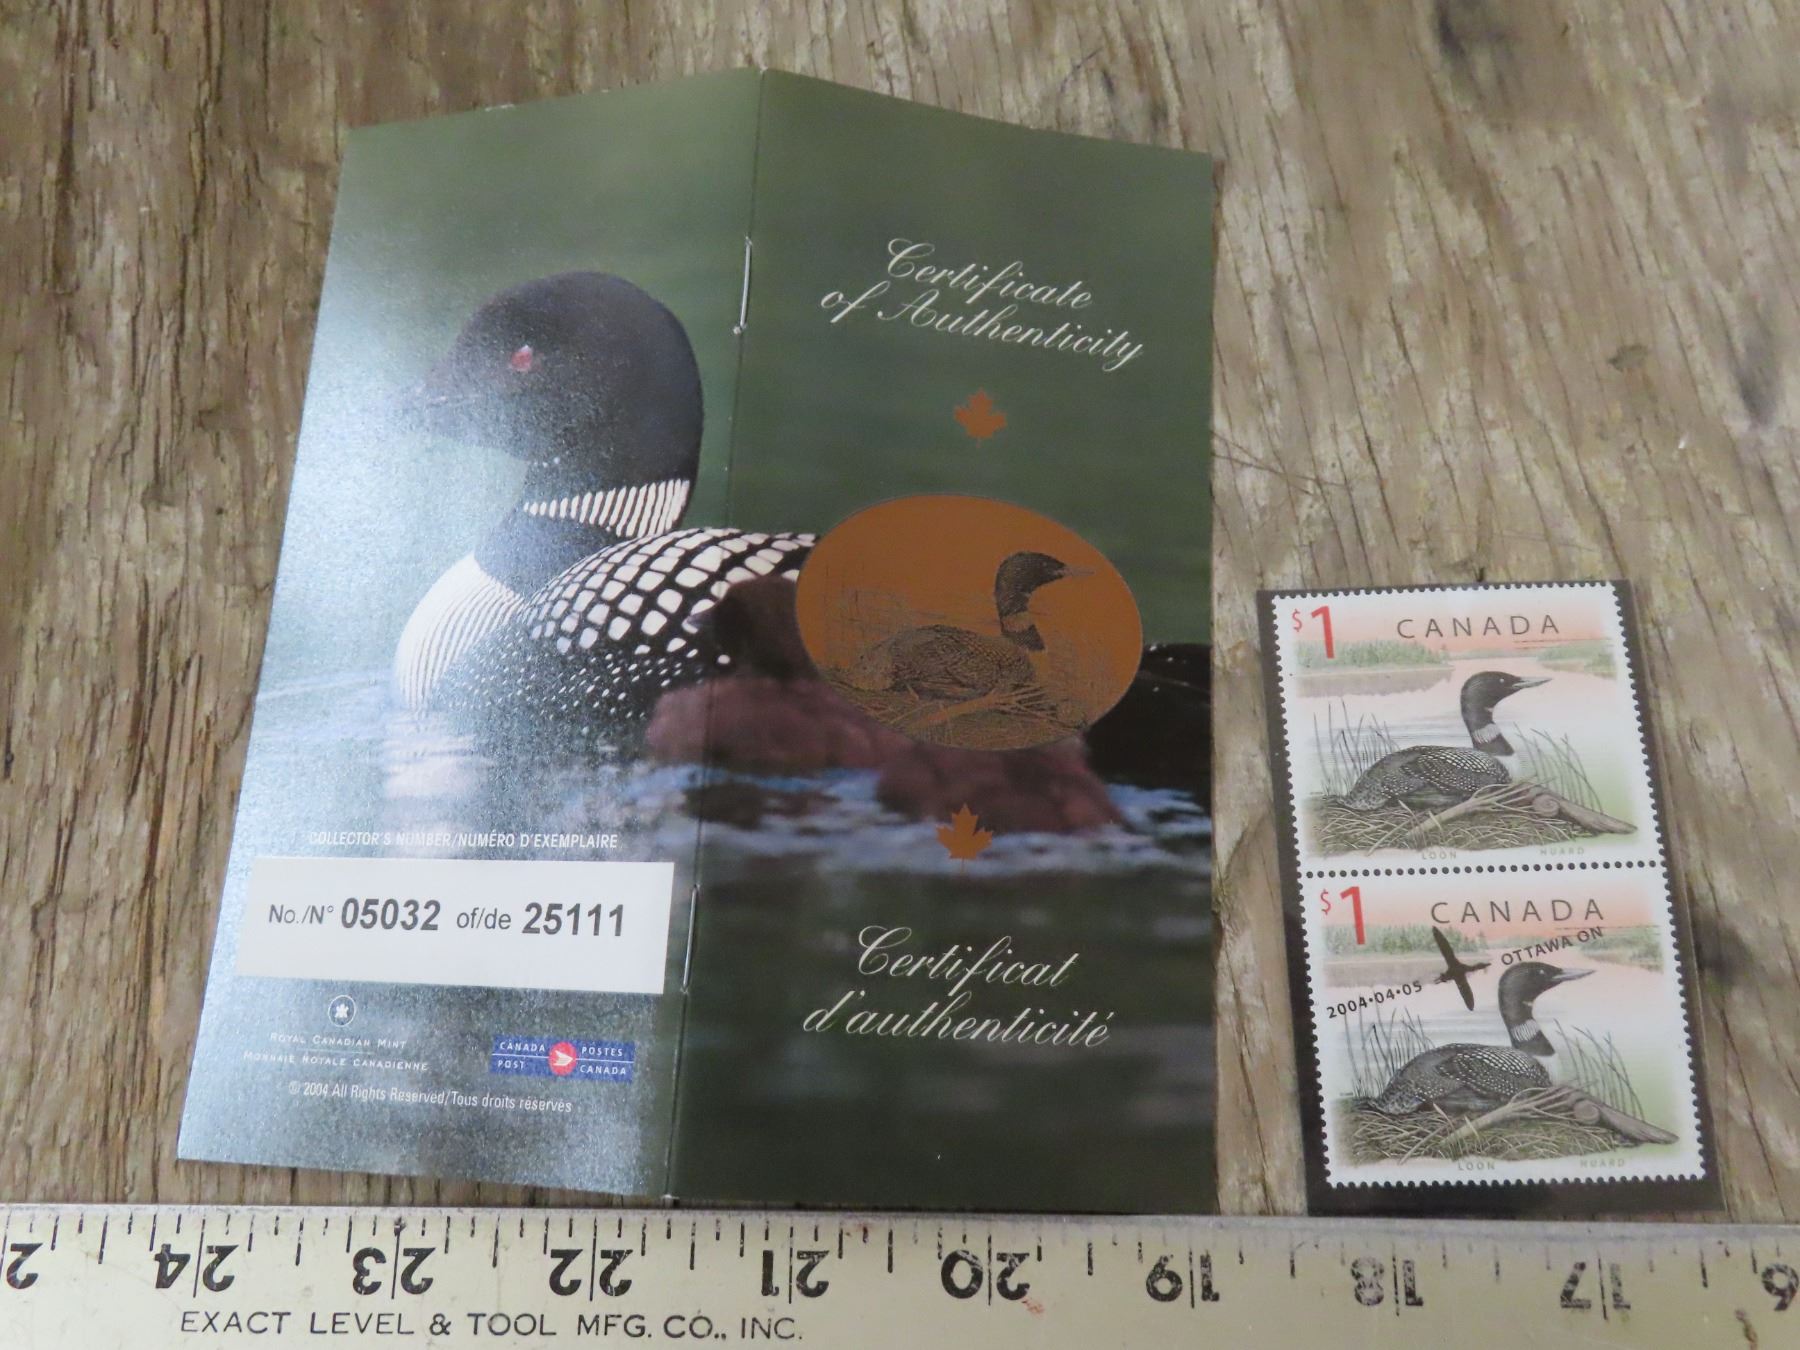 Certificate
of Authenticity
Certificat
d'authenticité
COLLECTOR'S NUMBER/NUMÉRO D'EXEMPLAIRE
No./N° 05032 of/de 25111
ROYAL CANADIAN MINT
MONNAIE ROYALE CANADIENNE
CANADA POSTES
POST CANADA
© 2004 All Rights Reserved/Tous droits réservés
$1 CANADA
LOON HUARD
$1 CANADA
2004·04·05 OTTAWA ON
LOON HUARD
2 24 23 22 21 20 19 18 17 6
EXACT LEVEL & TOOL MFG. CO., INC.